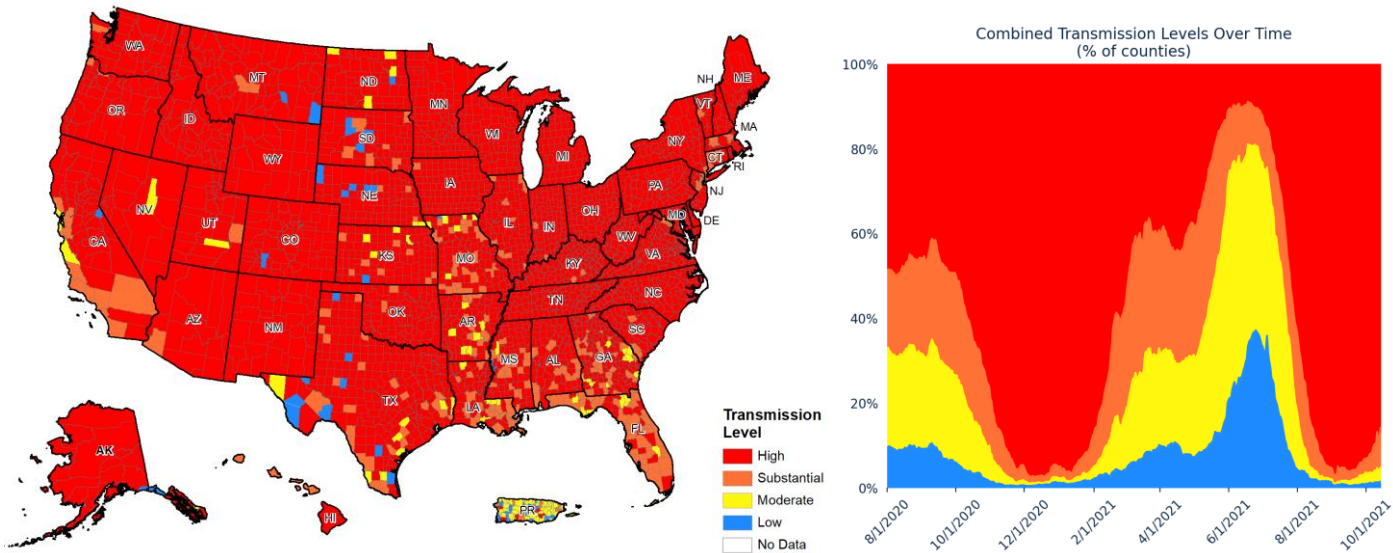 WA
OR
CA
NV
ID
MT
WY
UT
AZ
CO
NM
ND
SD
NE
KS
OK
TX
MN
IA
MO
AR
LA
WI
IL
MI
IN
OH
KY
TN
MS
AL
GA
FL
SC
NC
VA
WV
PA
NY
VT
NH
ME
MA
CT
RI
NJ
DE
MD
AK
HI
PR
Transmission
Level
High
Substantial
Moderate
Low
No Data
Combined Transmission Levels Over Time
(% of counties)
100%
80%
60%
40%
20%
0%
8/1/2020
10/1/2020
12/1/2020
2/1/2021
4/1/2021
6/1/2021
8/1/2021
10/1/2021